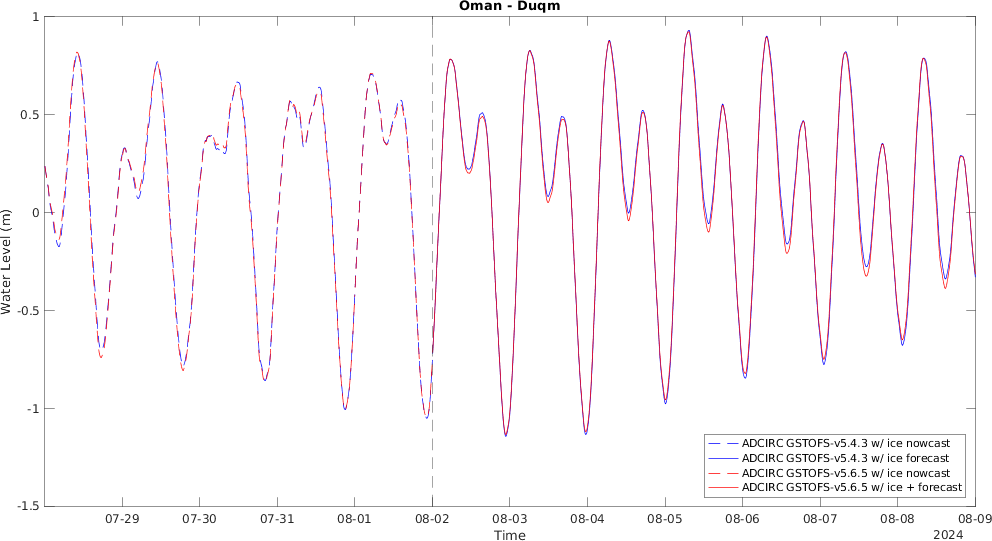 Oman - Duqm
1
0.5
0
-0.5
-1
-1.5
Water Level (m)
07-29
07-30
07-31
08-01
08-02
08-03
08-04
08-05
08-06
08-07
08-08
08-09
Time
2024
ADCIRC GSTOFS-v5.4.3 w/ ice nowcast
ADCIRC GSTOFS-v5.4.3 w/ ice forecast
ADCIRC GSTOFS-v5.6.5 w/ ice nowcast
ADCIRC GSTOFS-v5.6.5 w/ ice + forecast